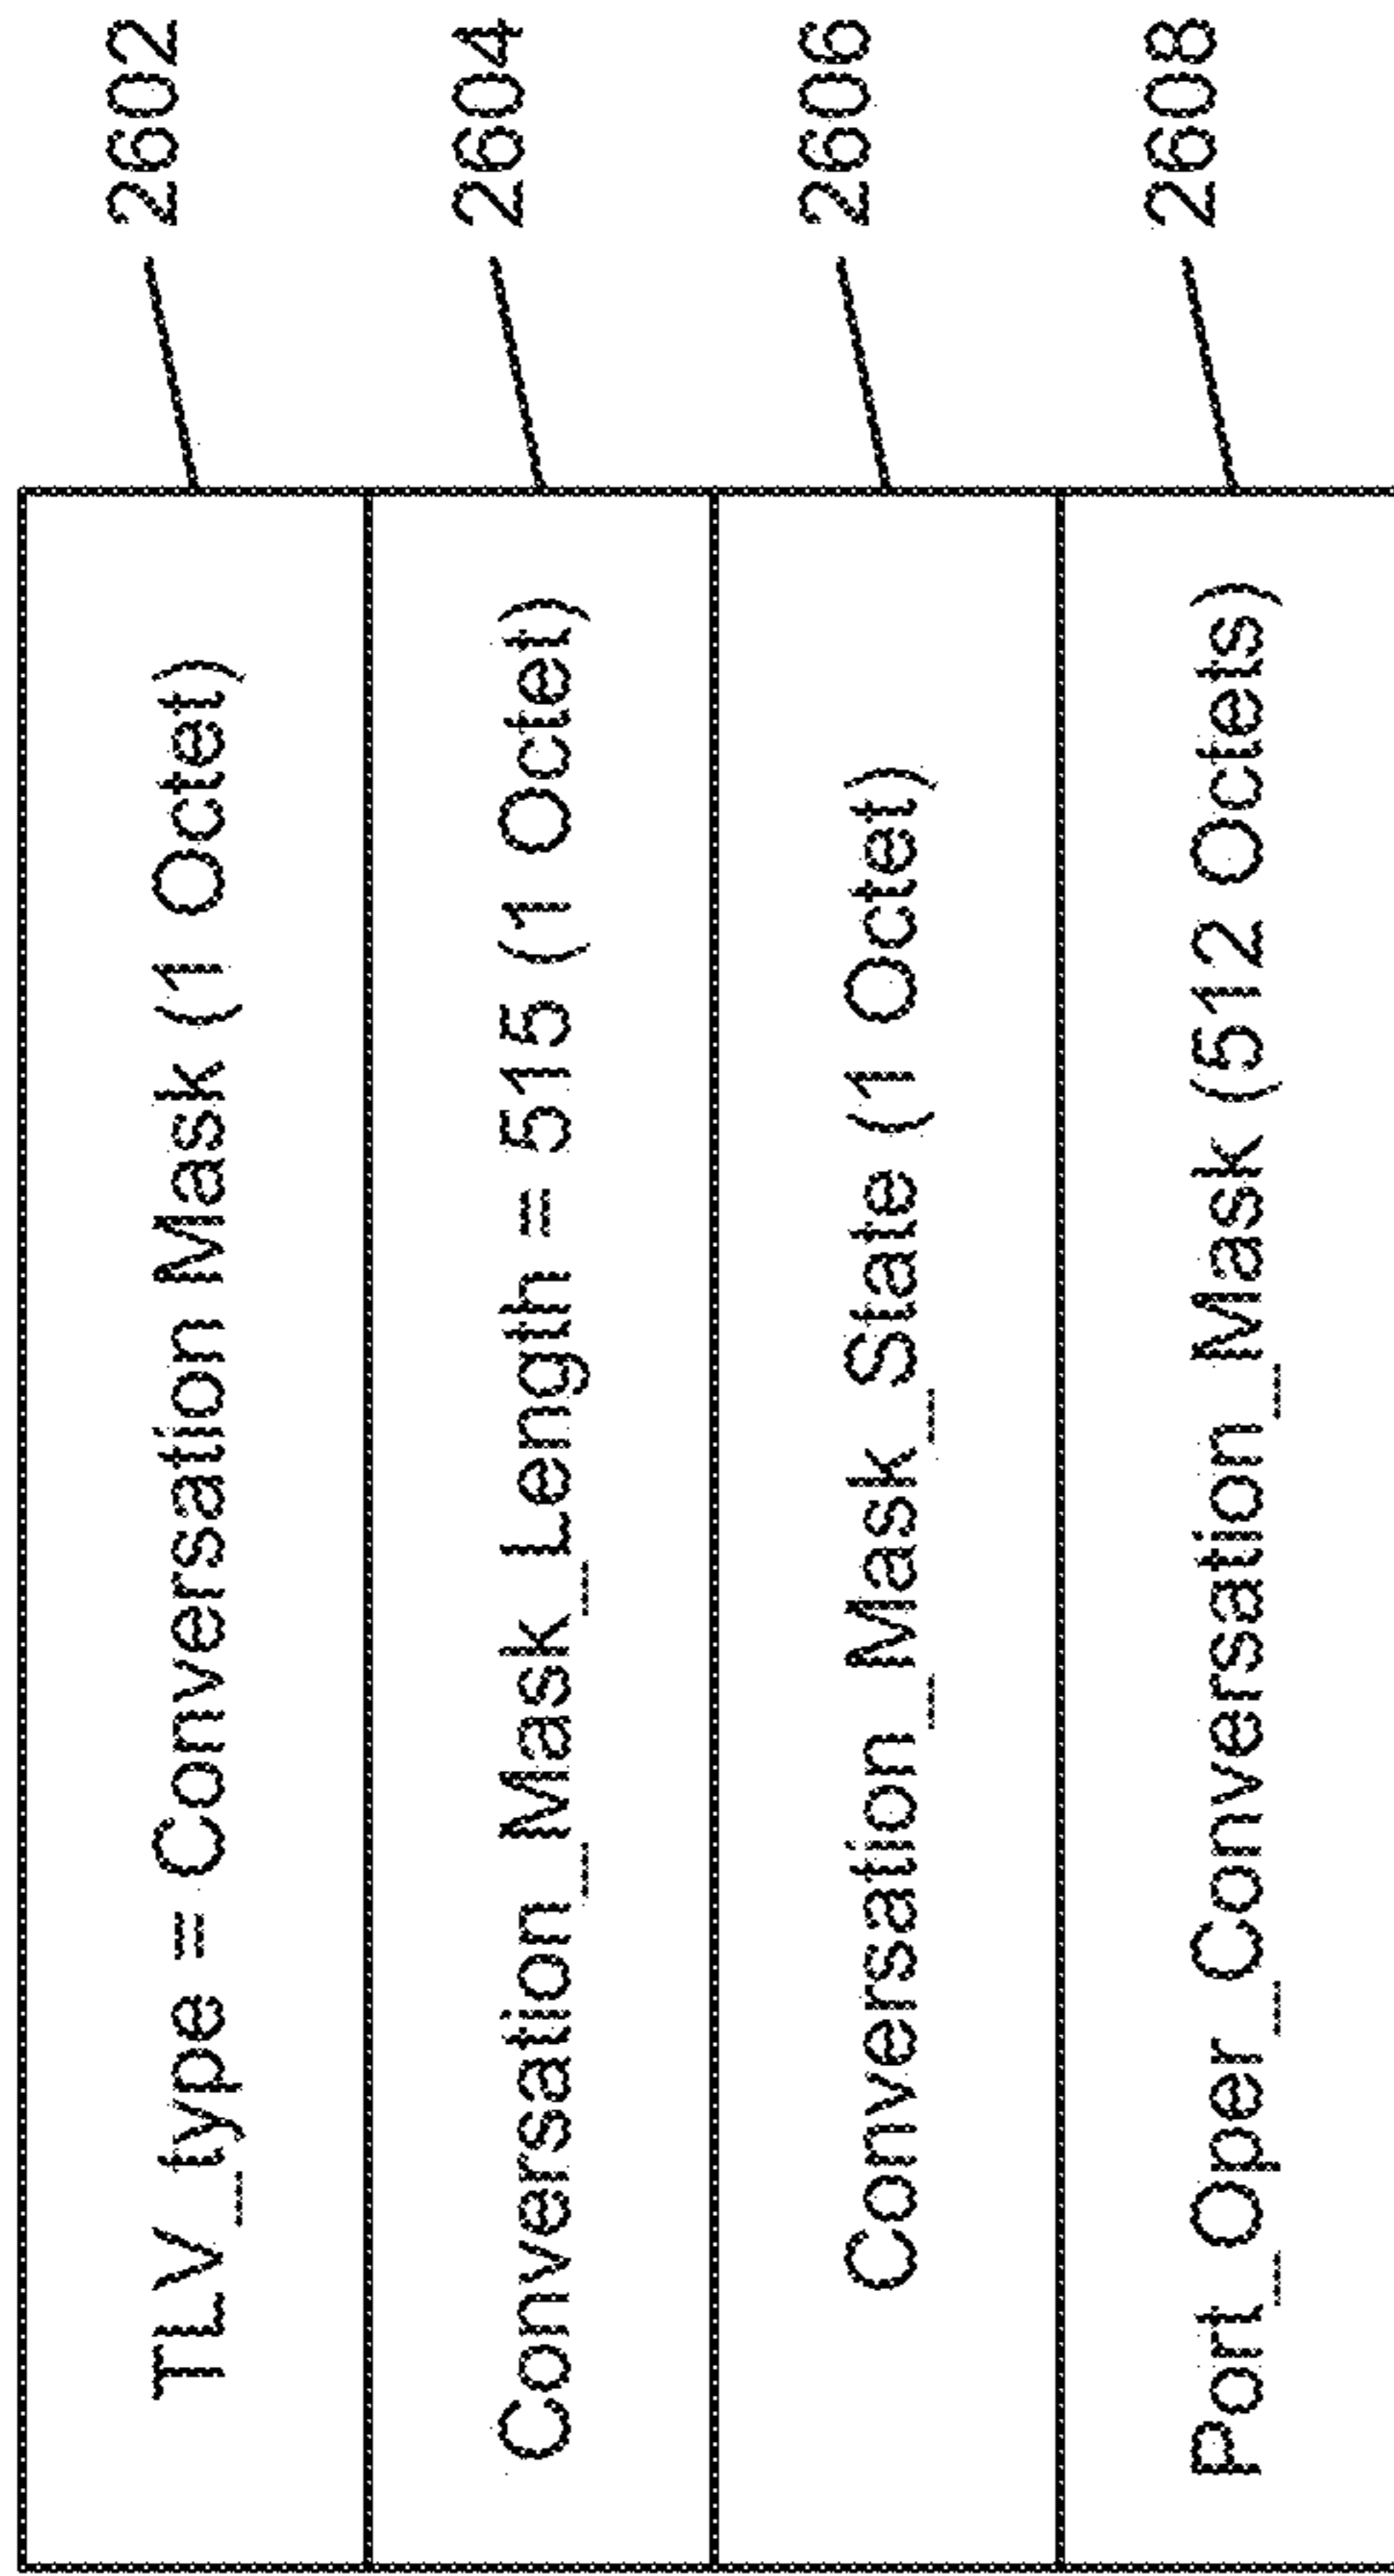 TLV_type = Conversation Mask (1 Octet) 2602
Conversation_Mask_Length = 515 (1 Octet) 2604
Conversation_Mask_State (1 Octet) 2606
Port_Oper_Conversation_Mask (512 Octets) 2608